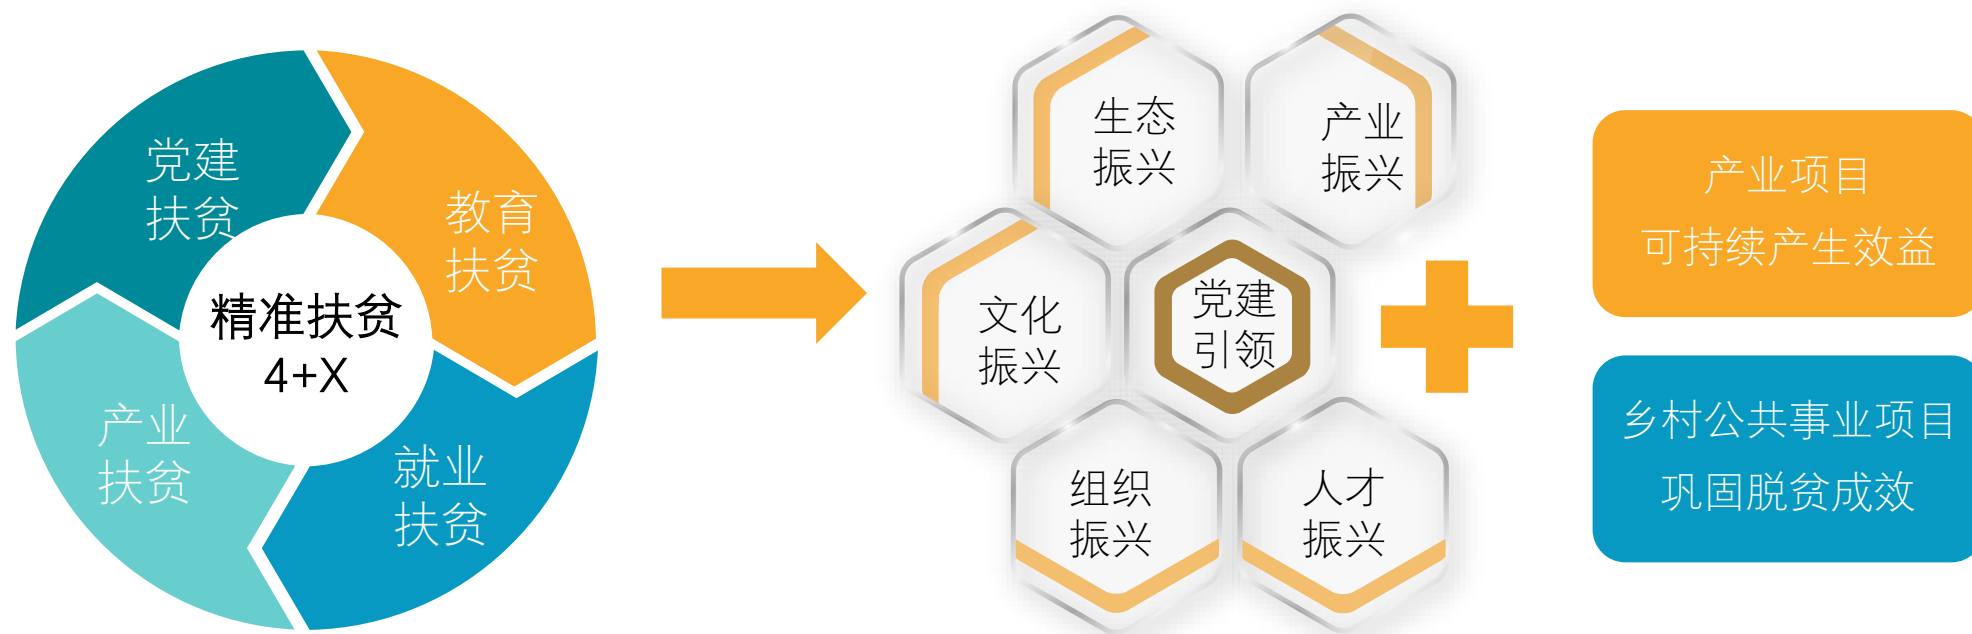 党建
扶贫
教育
扶贫
精准扶贫
4+X
产业
扶贫
就业
扶贫
生态
振兴
产业
振兴
文化
振兴
党建
引领
组织
振兴
人才
振兴
产业项目
可持续产生效益
乡村公共事业项目
巩固脱贫成效